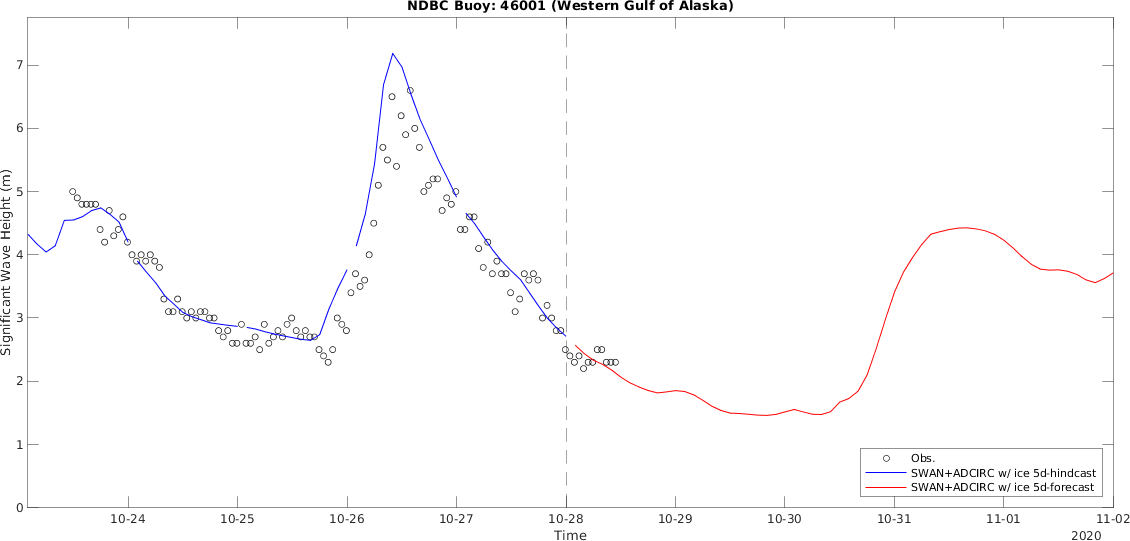 NDBC Buoy: 46001 (Western Gulf of Alaska)
Significant Wave Height (m)
7
6
5
4
3
2
1
0
Obs.
SWAN+ADCIRC w/ ice 5d-hindcast
SWAN+ADCIRC w/ ice 5d-forecast
10-24 10-25 10-26 10-27 10-28 10-29 10-30 10-31 11-01 11-02
Time
2020